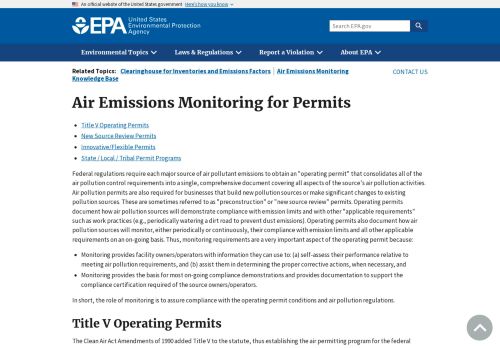 An official website of the United States government Here's how you know
EPA United States
Environmental Protection
Agency
Search EPA.gov
Environmental Topics Laws & Regulations Report a Violation About EPA
Related Topics: Clearinghouse for Inventories and Emissions Factors Air Emissions Monitoring
Knowledge Base
CONTACT US
Air Emissions Monitoring for Permits
Title V Operating Permits
New Source Review Permits
Innovative/Flexible Permits
State / Local / Tribal Permit Programs
Federal regulations require each major source of air pollutant emissions to obtain an "operating permit" that consolidates all of
the air pollution control requirements into a single, comprehensive document covering all aspects of the source's air pollution activities.
Air pollution permits are also required for businesses that build new pollution sources or make significant changes to existing
pollution sources. These are sometimes referred to as "preconstruction" or "new source review" permits. Operating permits
document how air pollution sources will demonstrate compliance with emission limits and with other "applicable requirements"
such as work practices (e.g., periodically watering a dirt road to prevent dust emissions). Operating permits also document how air
pollution sources will monitor, either periodically or continuously, their compliance with emission limits and all other applicable
requirements on an on-going basis. Thus, monitoring requirements are a very important aspect of the operating permit because:
Monitoring provides facility owners/operators with information they can use to (a) self-assess their performance relative to
meeting air pollution requirements, and (b) assist them in determining the proper corrective actions, when necessary, and
Monitoring provides the basis for most on-going compliance demonstrations and provides documentation to support the
compliance certification required of the source owners/operators.
In short, the role of monitoring is to assure compliance with the operating permit conditions and air pollution regulations.
Title V Operating Permits
The Clean Air Act Amendments of 1990 added Title V to the statute, thus establishing the air permitting program for the federal